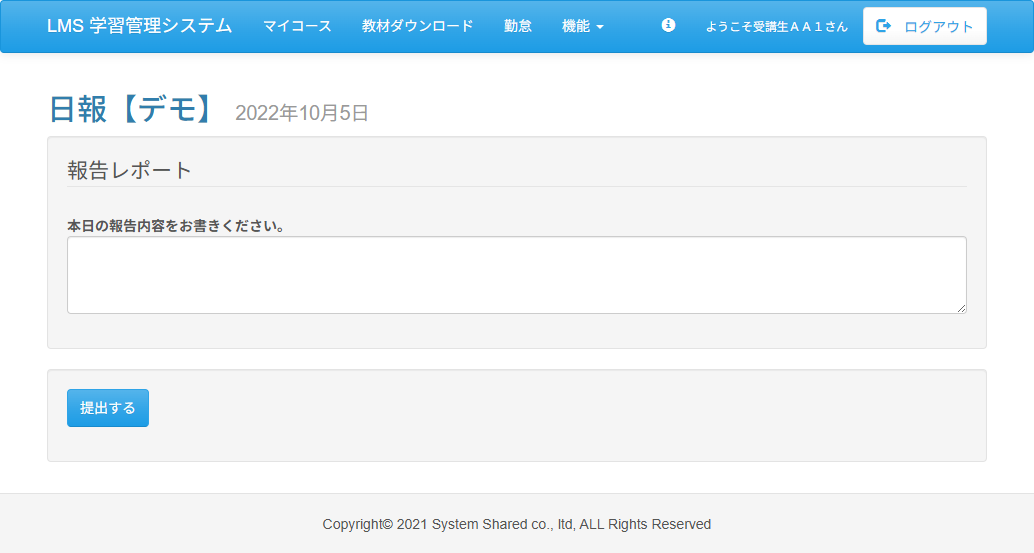 LMS 学習管理システム マイコース 教材ダウンロード 勤怠 機能 ようこそ受講生ＡＡ１さん ログアウト
日報【デモ】 2022年10月5日
報告レポート
本日の報告内容をお書きください。
提出する
Copyright© 2021 System Shared co., ltd, ALL Rights Reserved